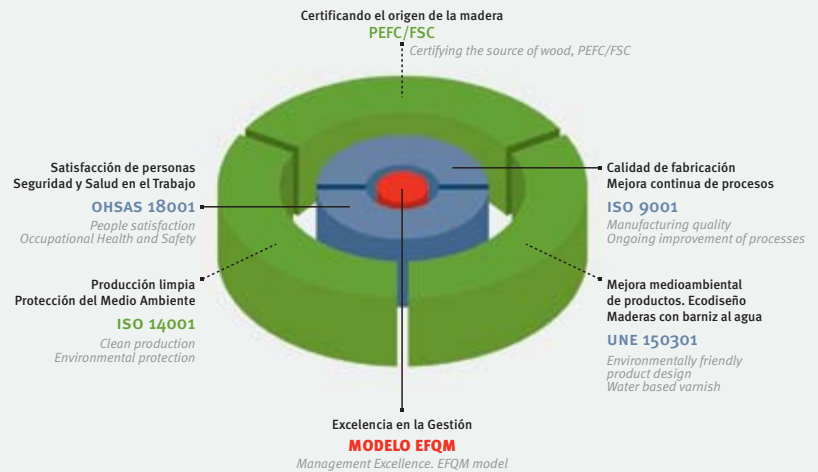 Certificando el origen de la madera
PEFC/FSC
Certifying the source of wood, PEFC/FSC
Satisfacción de personas
Seguridad y Salud en el Trabajo
OHSAS 18001
People satisfaction
Occupational Health and Safety
Calidad de fabricación
Mejora continua de procesos
ISO 9001
Manufacturing quality
Ongoing improvement of processes
Producción limpia
Protección del Medio Ambiente
ISO 14001
Clean production
Environmental protection
Mejora medioambiental
de productos. Ecodiseño
Maderas con barniz al agua
UNE 150301
Environmentally friendly
product design
Water based varnish
Excelencia en la Gestión
MODELO EFQM
Management Excellence. EFQM model